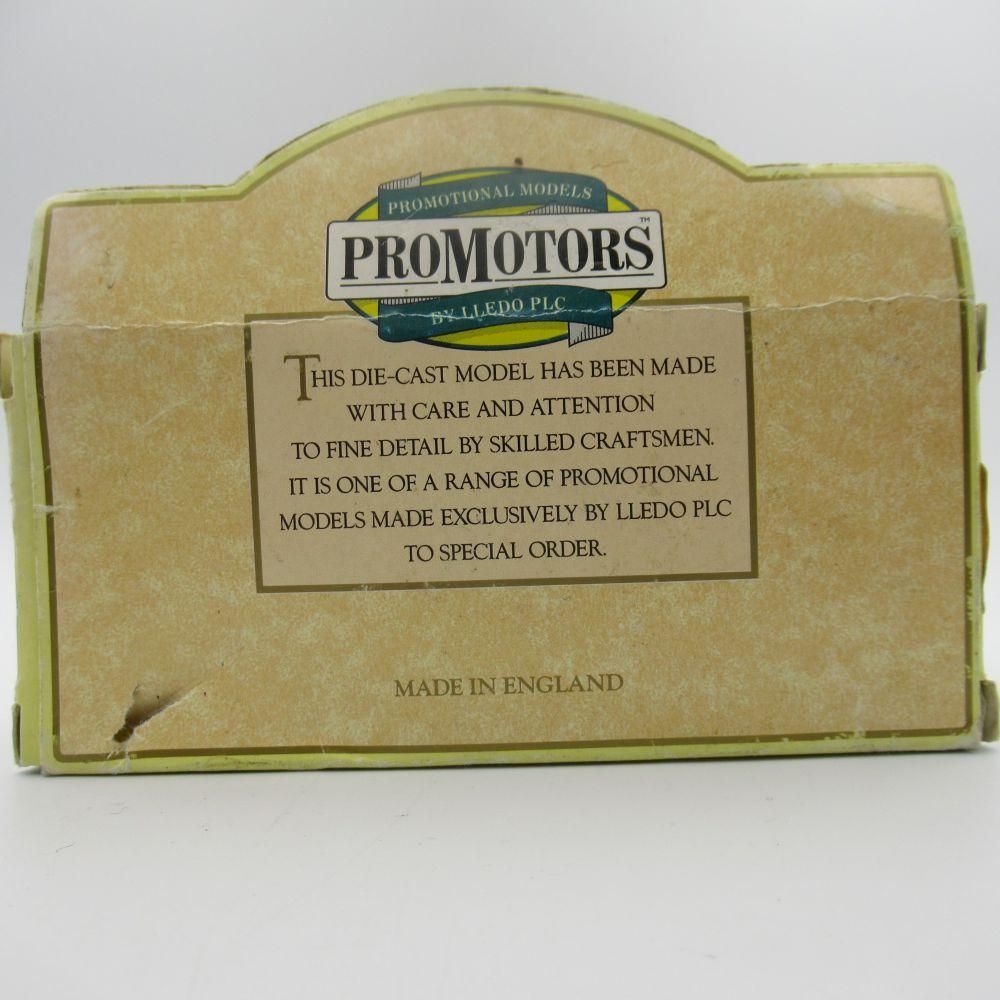 PROMOTIONAL MODELS
PROMOTORS™
BY LLEDO PLC
THIS DIE-CAST MODEL HAS BEEN MADE
WITH CARE AND ATTENTION
TO FINE DETAIL BY SKILLED CRAFTSMEN.
IT IS ONE OF A RANGE OF PROMOTIONAL
MODELS MADE EXCLUSIVELY BY LLEDO PLC
TO SPECIAL ORDER.
MADE IN ENGLAND